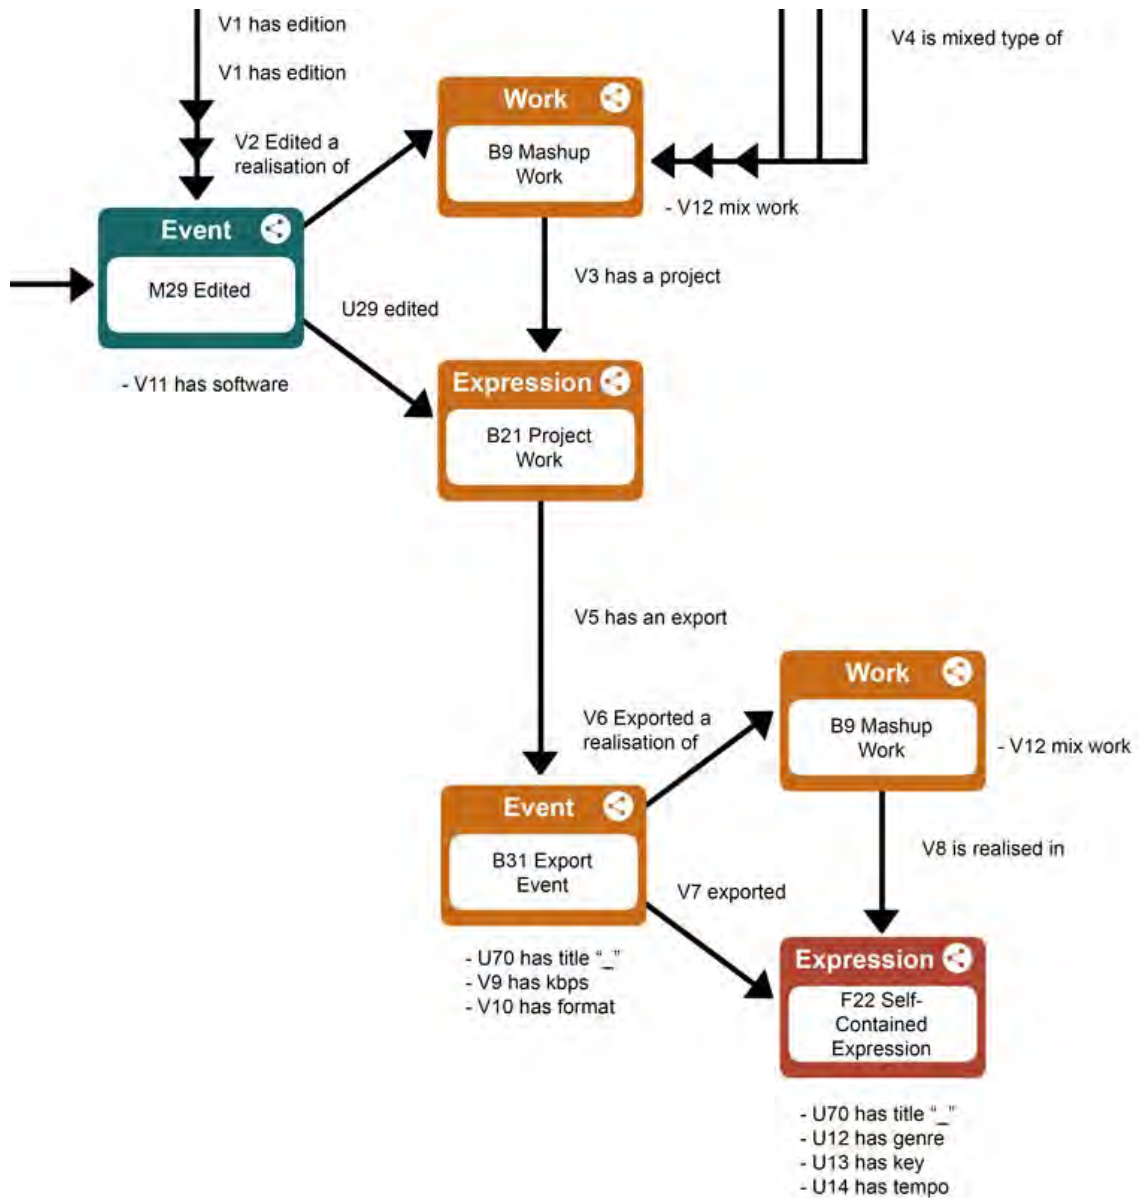 V1 has edition
V4 is mixed type of
V1 has edition
Work
V2 Edited a
realisation of
B9 Mashup
Work
- V12 mix work
Event
V3 has a project
M29 Edited
U29 edited
- V11 has software
Expression
B21 Project
Work
V5 has an export
Work
V6 Exported a
realisation of
B9 Mashup
Work
- V12 mix work
Event
B31 Export
Event
V8 is realised in
V7 exported
- U70 has title “_”
- V9 has kbps
- V10 has format
Expression
F22 Self-
Contained
Expression
- U70 has title “_”
- U12 has genre
- U13 has key
- U14 has tempo